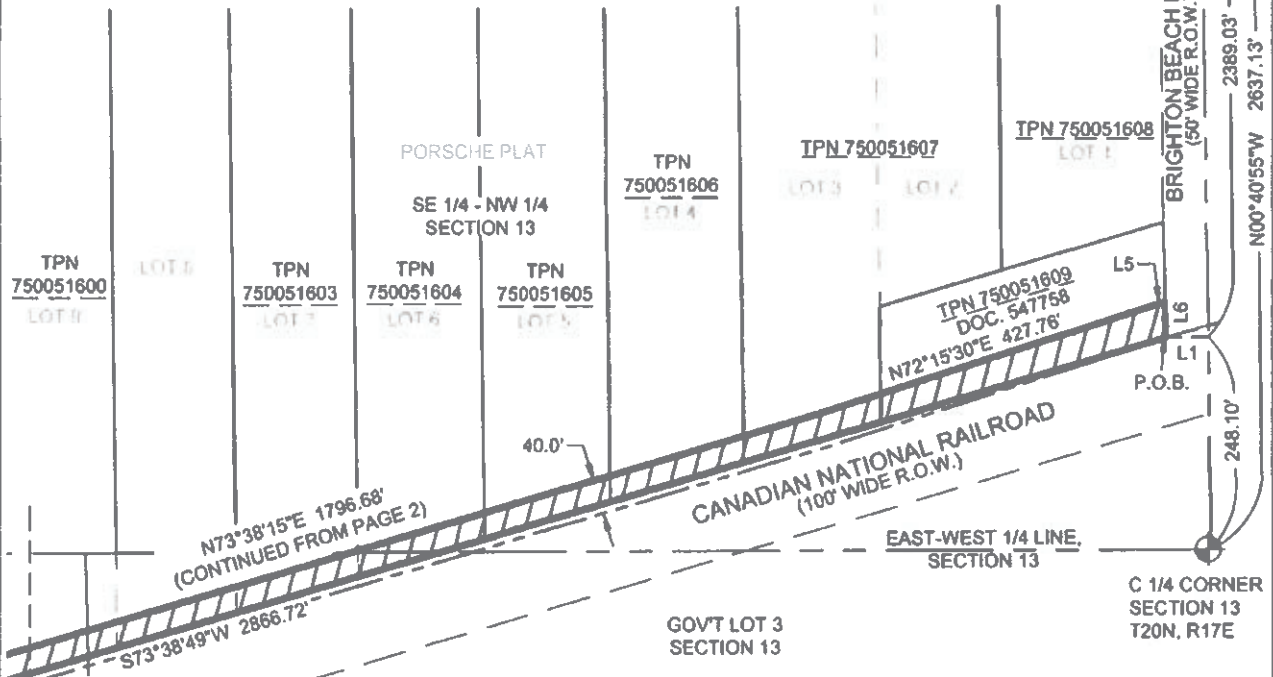 BRIGHTON BEACH
(50' WIDE R.O.W.)
2389.03'
N00°40'55"W 2637.13'
PORSCHE PLAT
SE 1/4 - NW 1/4
SECTION 13
TPN
750051606
LOT 4
TPN 750051607
LOT 3
LOT 2
TPN 750051608
LOT 1
TPN
750051600
TPN
750051603
LOT 7
TPN
750051604
LOT 6
TPN
750051605
LOT 5
TPN 750051609
DOC. 547758
N72°15'30"E 427.76'
L5
L6
L1
P.O.B.
248.10'
40.0'
CANADIAN NATIONAL RAILROAD
(100' WIDE R.O.W.)
N73°38'15"E 1796.68'
(CONTINUED FROM PAGE 2)
S73°38'49"W 2866.72'
EAST-WEST 1/4 LINE,
SECTION 13
C 1/4 CORNER
SECTION 13
T20N, R17E
GOV'T LOT 3
SECTION 13